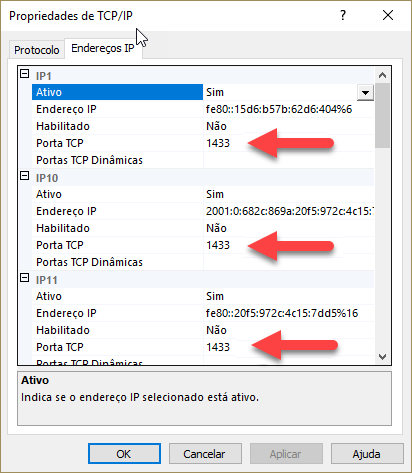 Propriedades de TCP/IP
Protocolo Endereços IP
IP1
Ativo Sim
Endereço IP fe80::15d6:b57b:62d6:404%6
Habilitado Não
Porta TCP 1433
Portas TCP Dinâmicas
IP10
Ativo Sim
Endereço IP 2001:0:682c:869a:20f5:972c:4c15:7
Habilitado Não
Porta TCP 1433
Portas TCP Dinâmicas
IP11
Ativo Sim
Endereço IP fe80::20f5:972c:4c15:7dd5%16
Habilitado Não
Porta TCP 1433
Portas TCP Dinâmicas
Ativo
Indica se o endereço IP selecionado está ativo.
OK Cancelar Aplicar Ajuda